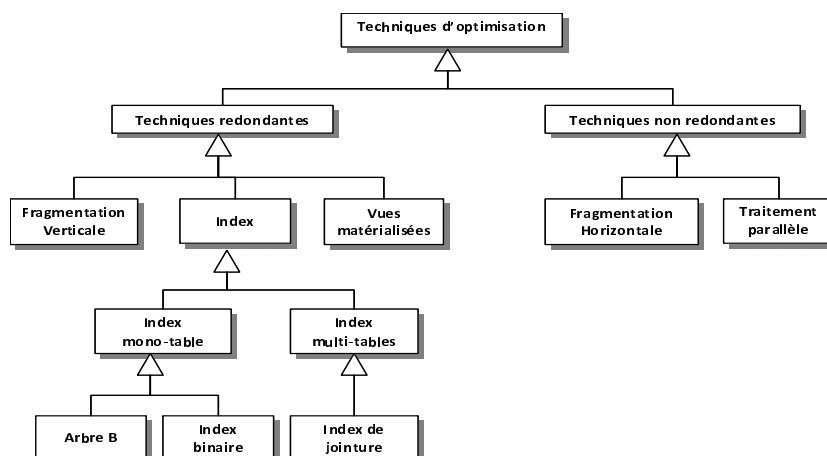 Techniques d'optimisation
Techniques redondantes
Techniques non redondantes
Fragmentation
Verticale
Index
Vues
matérialisées
Fragmentation
Horizontale
Traitement
parallèle
Index
mono-table
Index
multi-tables
Arbre B
Index
binaire
Index de
jointure